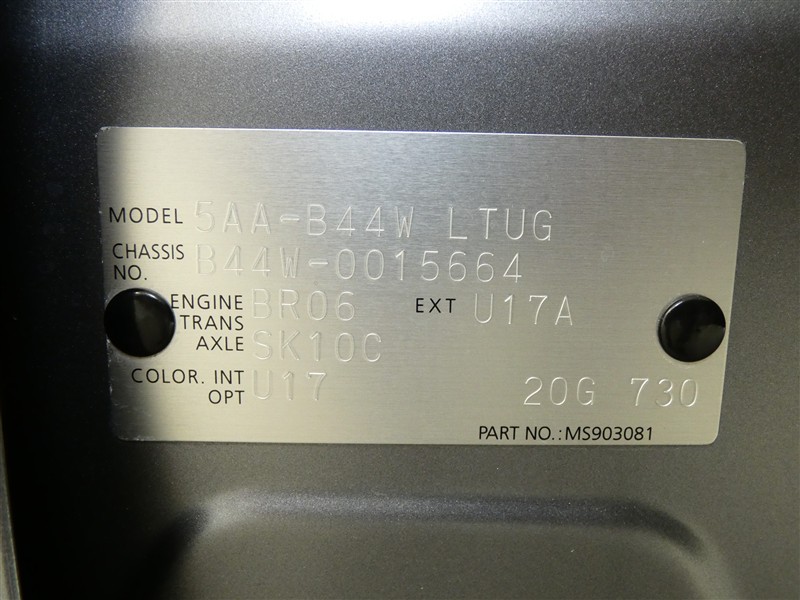 MODEL 5AA-B44W LTUG
CHASSIS NO. B44W-0015664
ENGINE BR06 EXT U17A
TRANS AXLE SK10C
COLOR. INT OPT U17 20G 730
PART NO.:MS903081